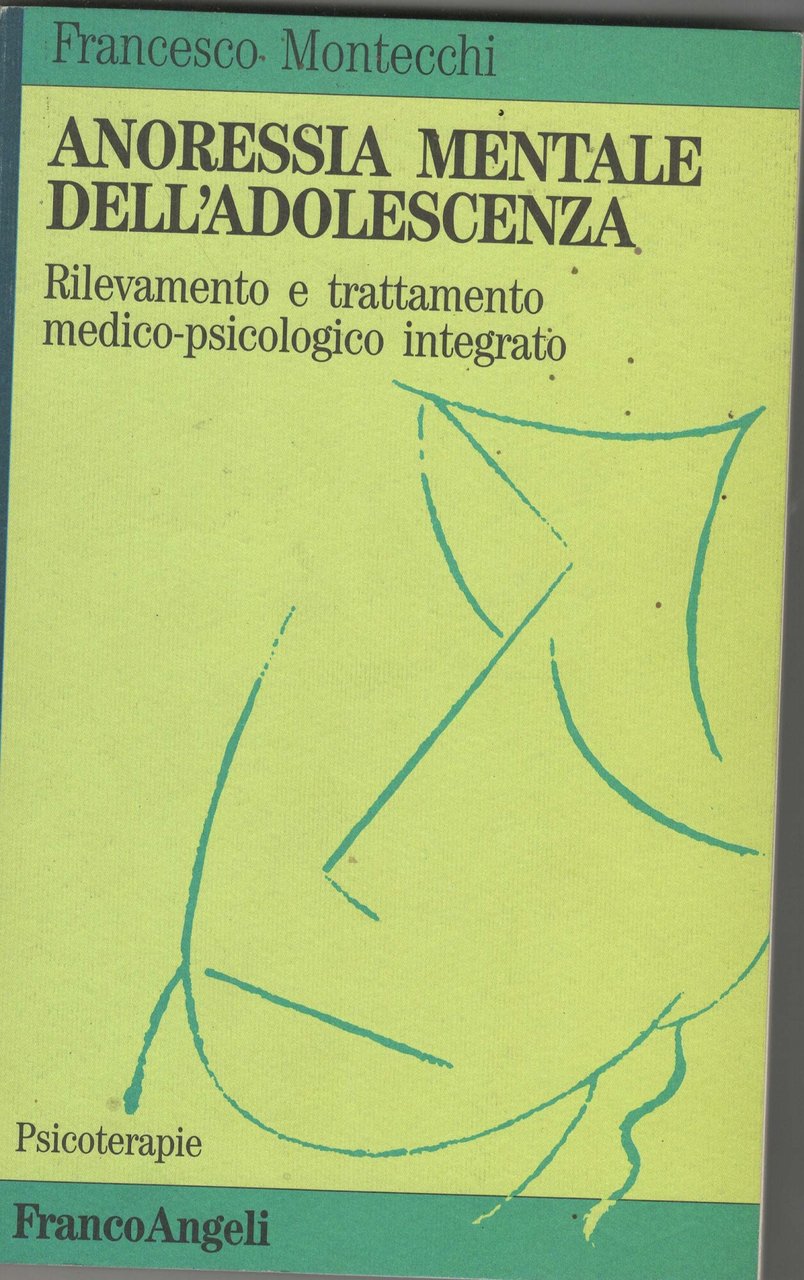 Francesco Montecchi
ANORESSIA MENTALE
DELL'ADOLESCENZA
Rilevamento e trattamento
medico-psicologico integrato
Psicoterapie
FrancoAngeli